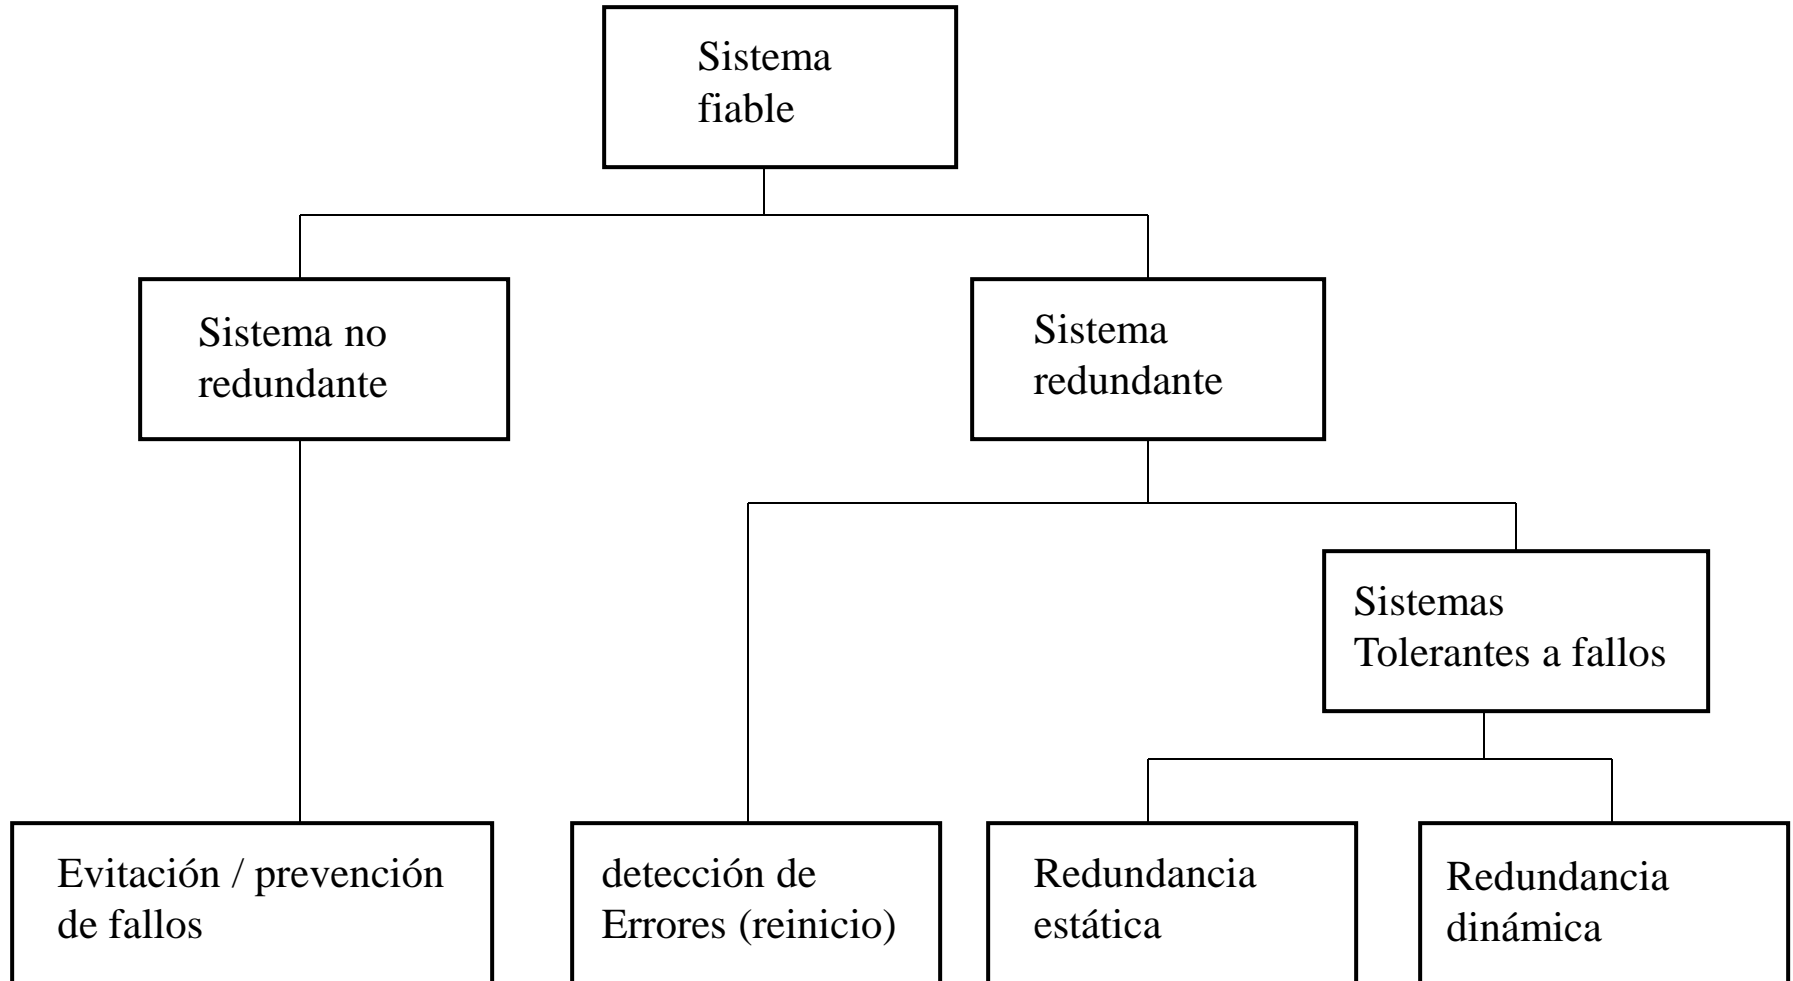 Sistema
fiable
Sistema no
redundante
Sistema
redundante
Sistemas
Tolerantes a fallos
Evitación / prevención
de fallos
detección de
Errores (reinicio)
Redundancia
estática
Redundancia
dinámica